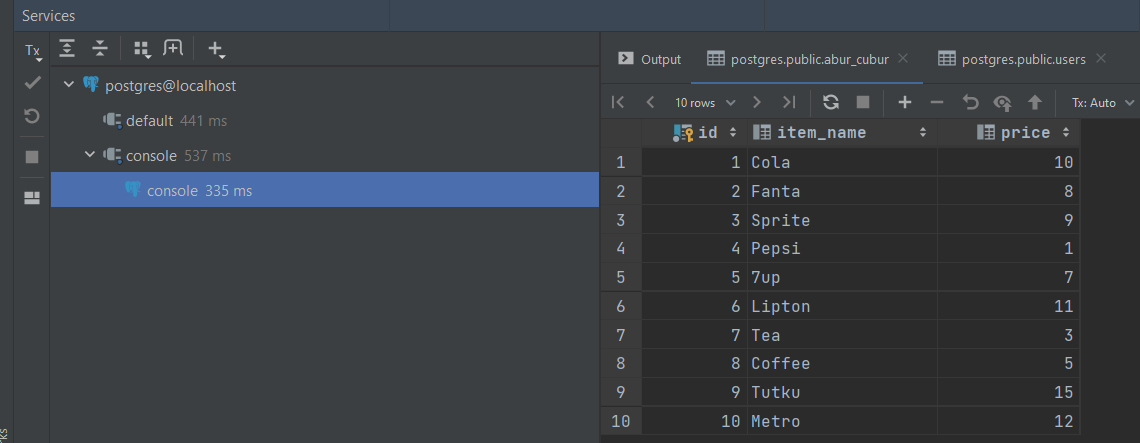 Services
Tx
postgres@localhost
default 441 ms
console 537 ms
console 335 ms
Output
postgres.public.abur_cubur
postgres.public.users
10 rows
Tx: Auto
id item_name price
1 1 Cola 10
2 2 Fanta 8
3 3 Sprite 9
4 4 Pepsi 1
5 5 7up 7
6 6 Lipton 11
7 7 Tea 3
8 8 Coffee 5
9 9 Tutku 15
10 10 Metro 12